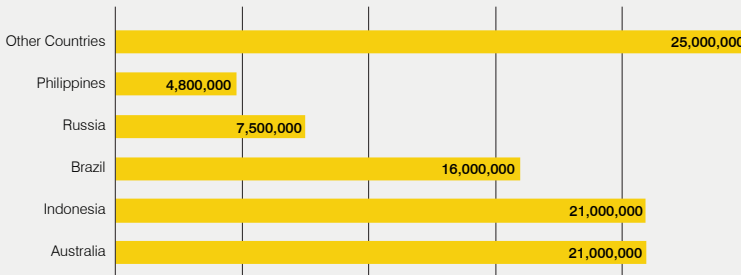 Other Countries 25,000,000
Philippines 4,800,000
Russia 7,500,000
Brazil 16,000,000
Indonesia 21,000,000
Australia 21,000,000